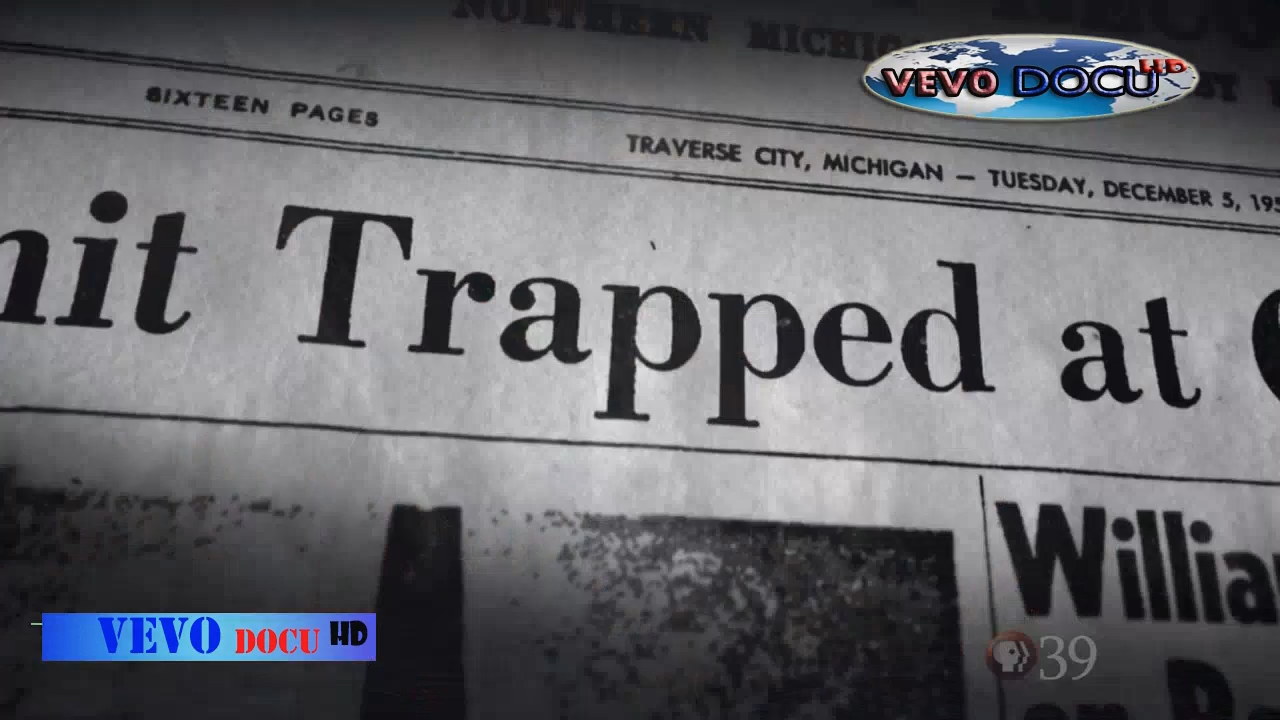 NORTHERN MICHIG
VEVO DOCU HD
SIXTEEN PAGES
TRAVERSE CITY, MICHIGAN — TUESDAY, DECEMBER 5, 195
nit Trapped at
Willia
VEVO DOCU HD
39